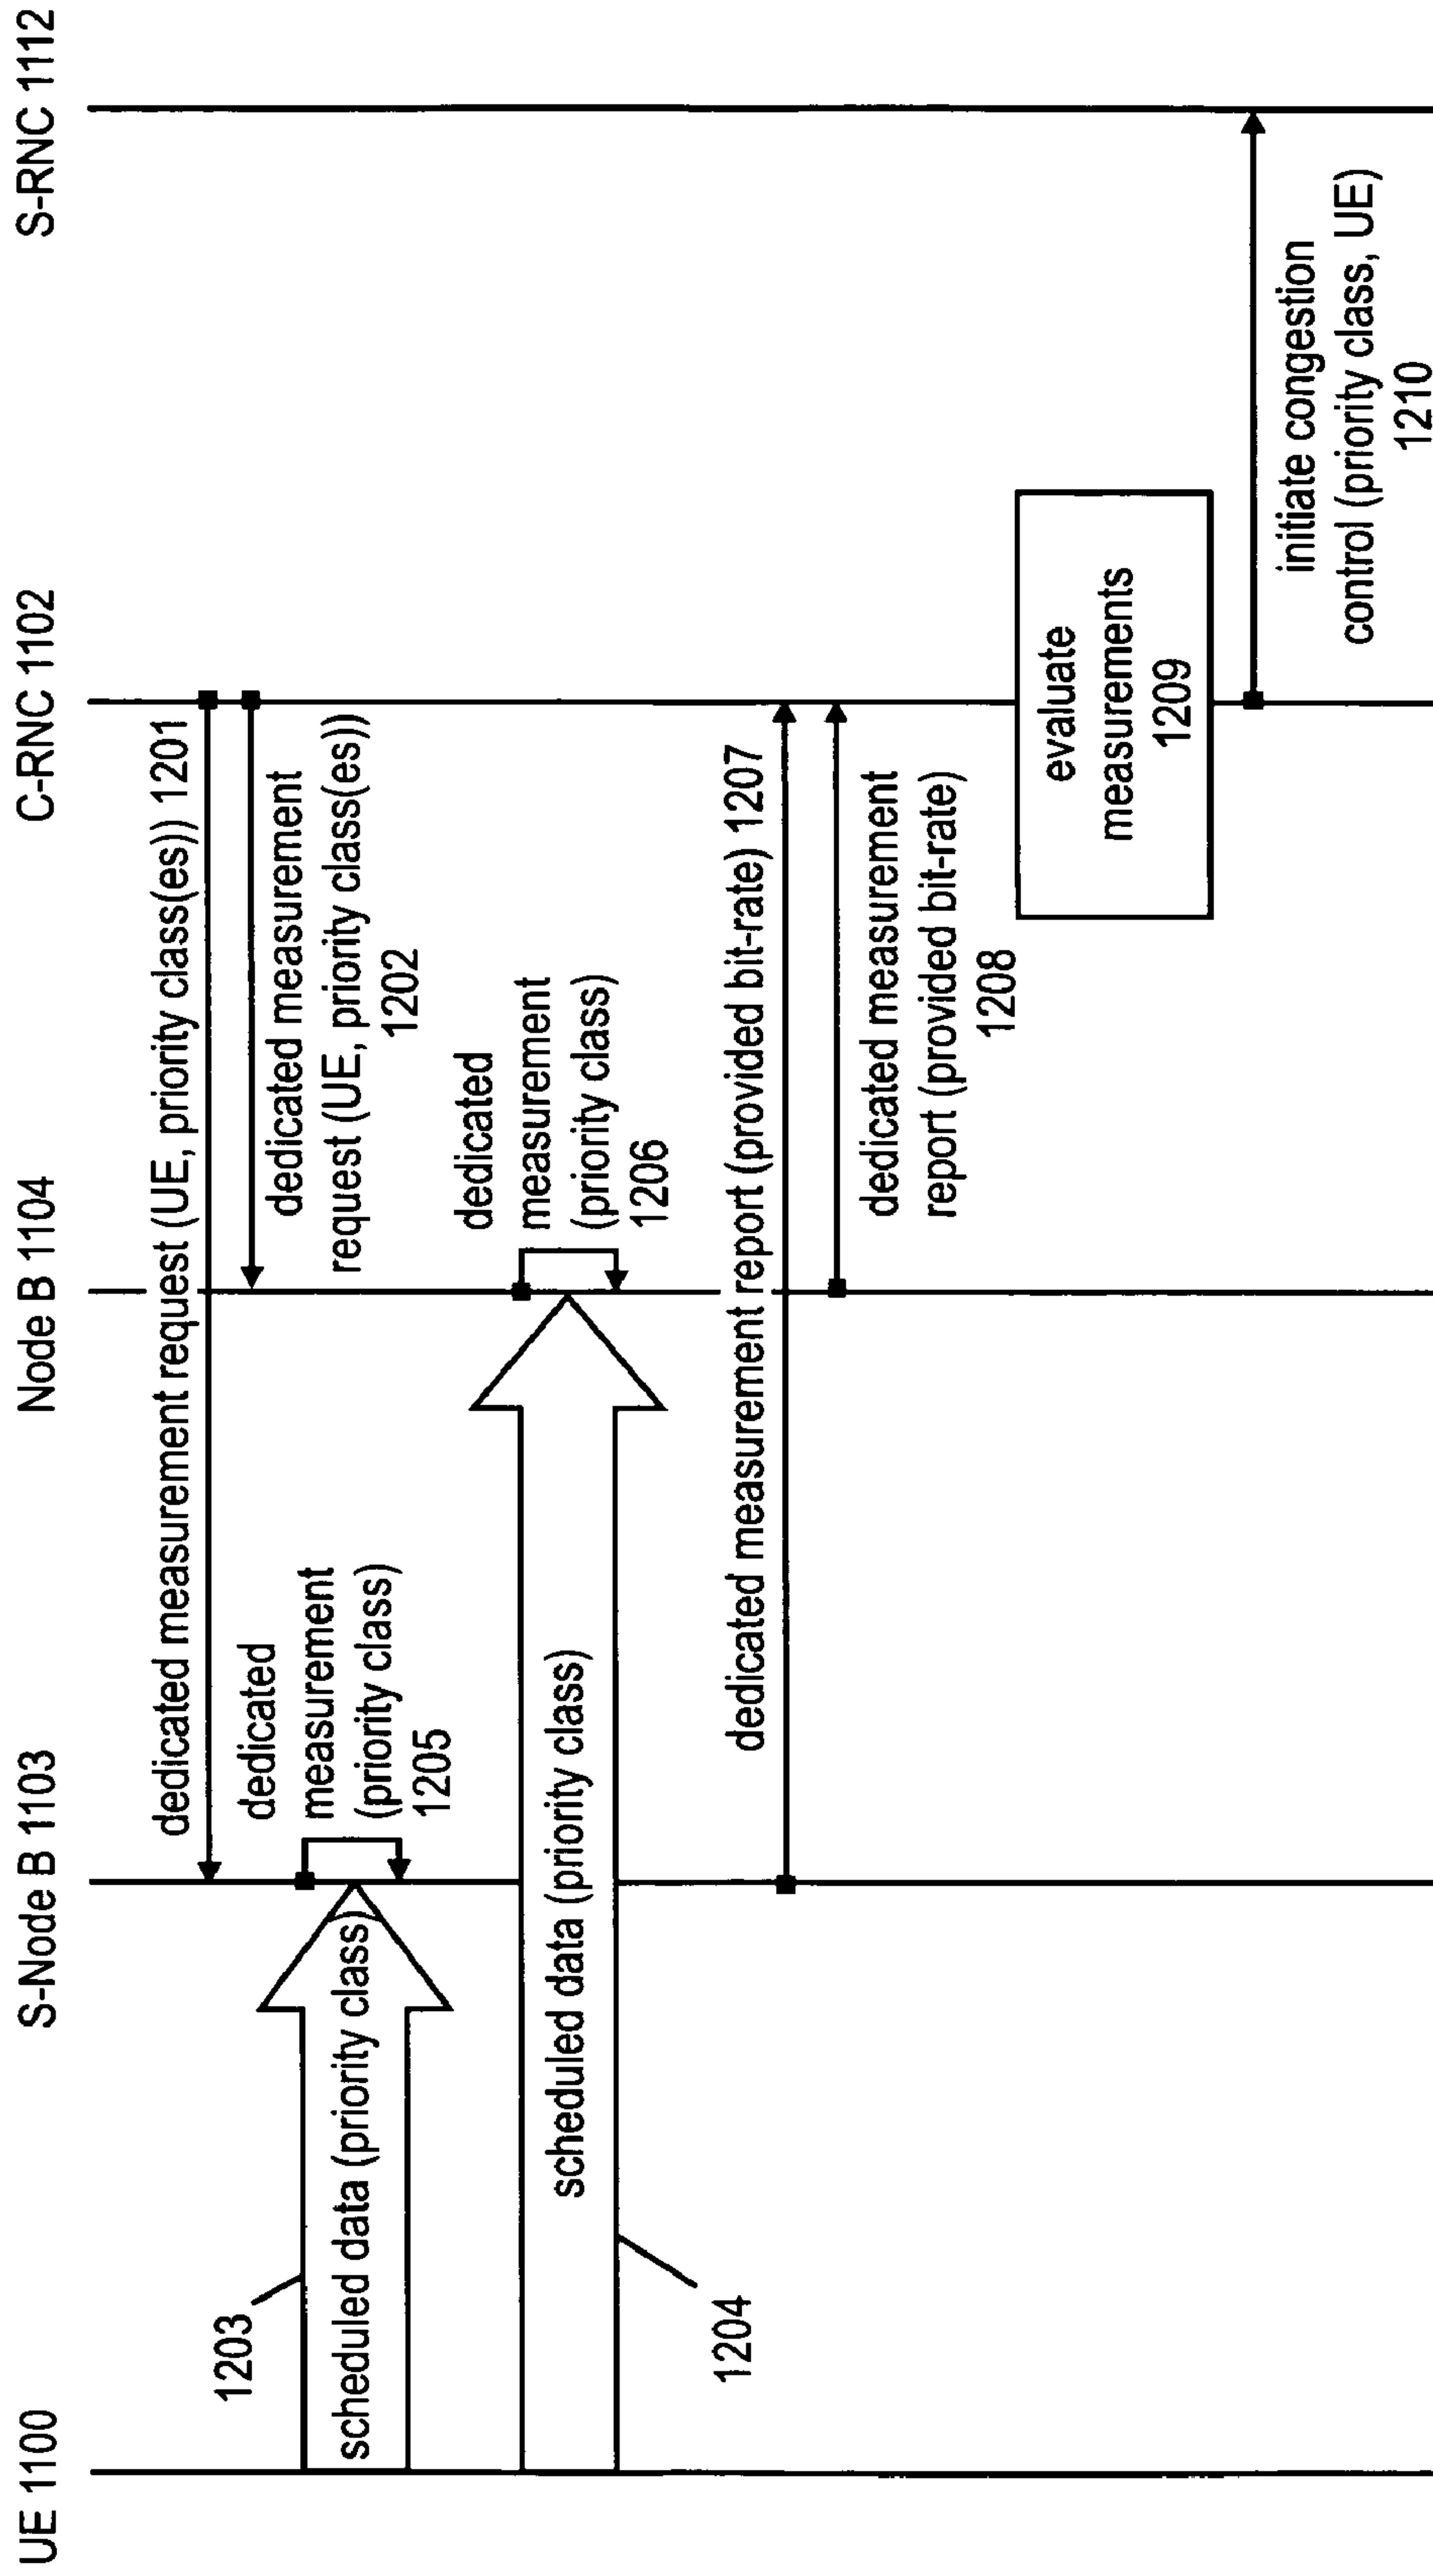 UE 1100
S-Node B 1103
Node B 1104
C-RNC 1102
S-RNC 1112
dedicated measurement request (UE, priority class(es)) 1201
dedicated measurement
request (UE, priority class(es))
1202
1203
scheduled data (priority class)
dedicated
measurement
(priority class)
1205
scheduled data (priority class)
1204
dedicated
measurement
(priority class)
1206
dedicated measurement report (provided bit-rate) 1207
dedicated measurement
report (provided bit-rate)
1208
evaluate
measurements
1209
initiate congestion
control (priority class, UE)
1210